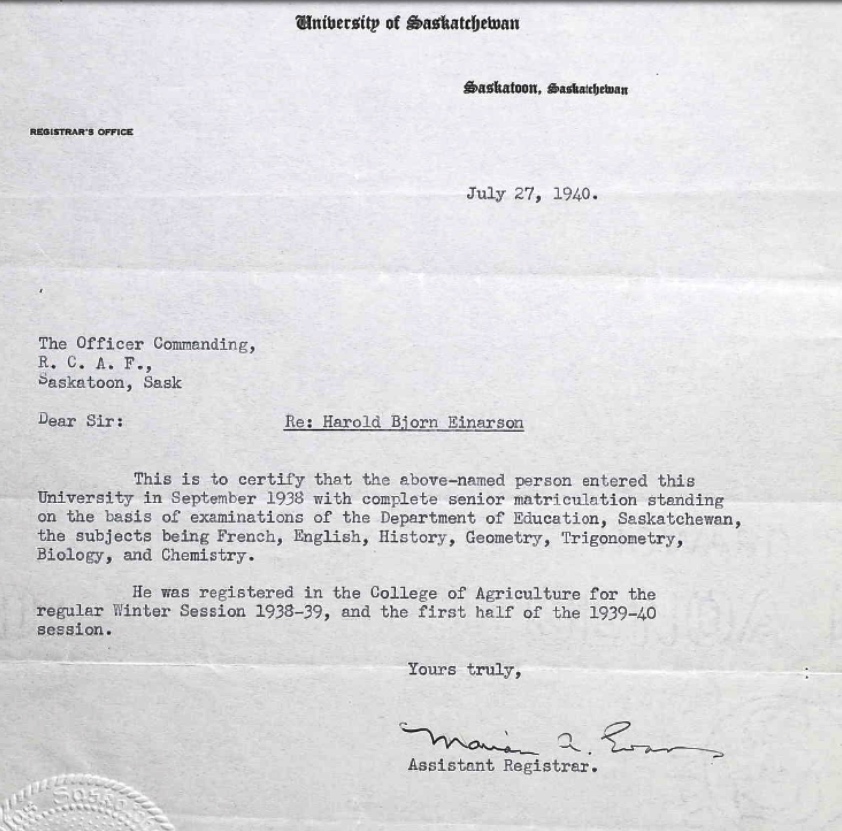 University of Saskatchewan
Saskatoon, Saskatchewan
REGISTRAR'S OFFICE
July 27, 1940.
The Officer Commanding,
R. C. A. F.,
Saskatoon, Sask
Dear Sir: Re: Harold Bjorn Einarson
This is to certify that the above-named person entered this
University in September 1938 with complete senior matriculation standing
on the basis of examinations of the Department of Education, Saskatchewan,
the subjects being French, English, History, Geometry, Trigonometry,
Biology, and Chemistry.
He was registered in the College of Agriculture for the
regular Winter Session 1938-39, and the first half of the 1939-40
session.
Yours truly,
Marian A. Evans
Assistant Registrar.